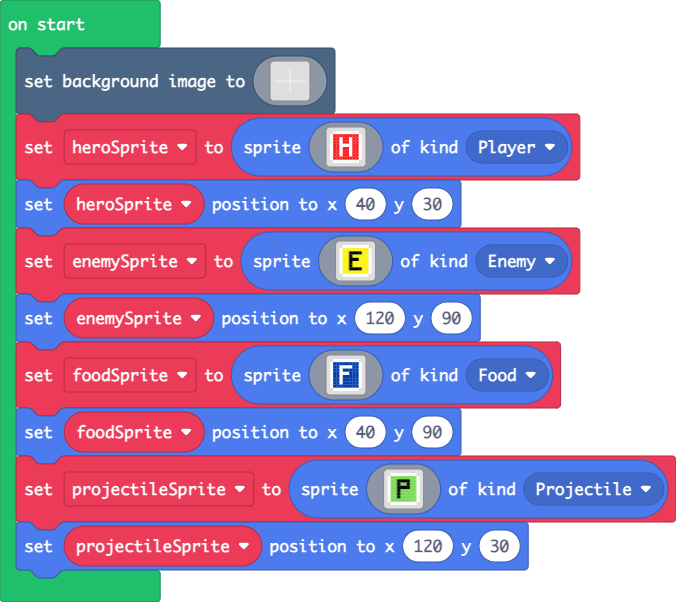 on start
set background image to
set heroSprite to sprite H of kind Player
set heroSprite position to x 40 y 30
set enemySprite to sprite E of kind Enemy
set enemySprite position to x 120 y 90
set foodSprite to sprite F of kind Food
set foodSprite position to x 40 y 90
set projectileSprite to sprite P of kind Projectile
set projectileSprite position to x 120 y 30